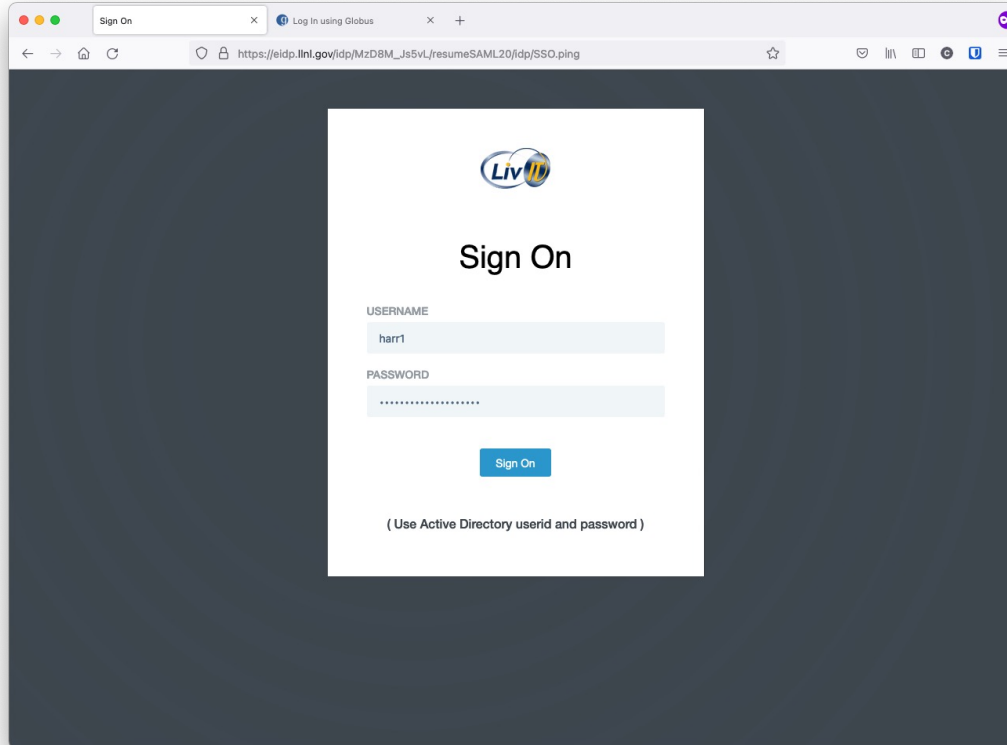 Sign On
Log In using Globus
https://eidp.llnl.gov/idp/MzD8M_Js5vL/resumeSAML20/idp/SSO.ping
LivIT
Sign On
USERNAME
harr1
PASSWORD
••••••••••••••••••••
Sign On
( Use Active Directory userid and password )